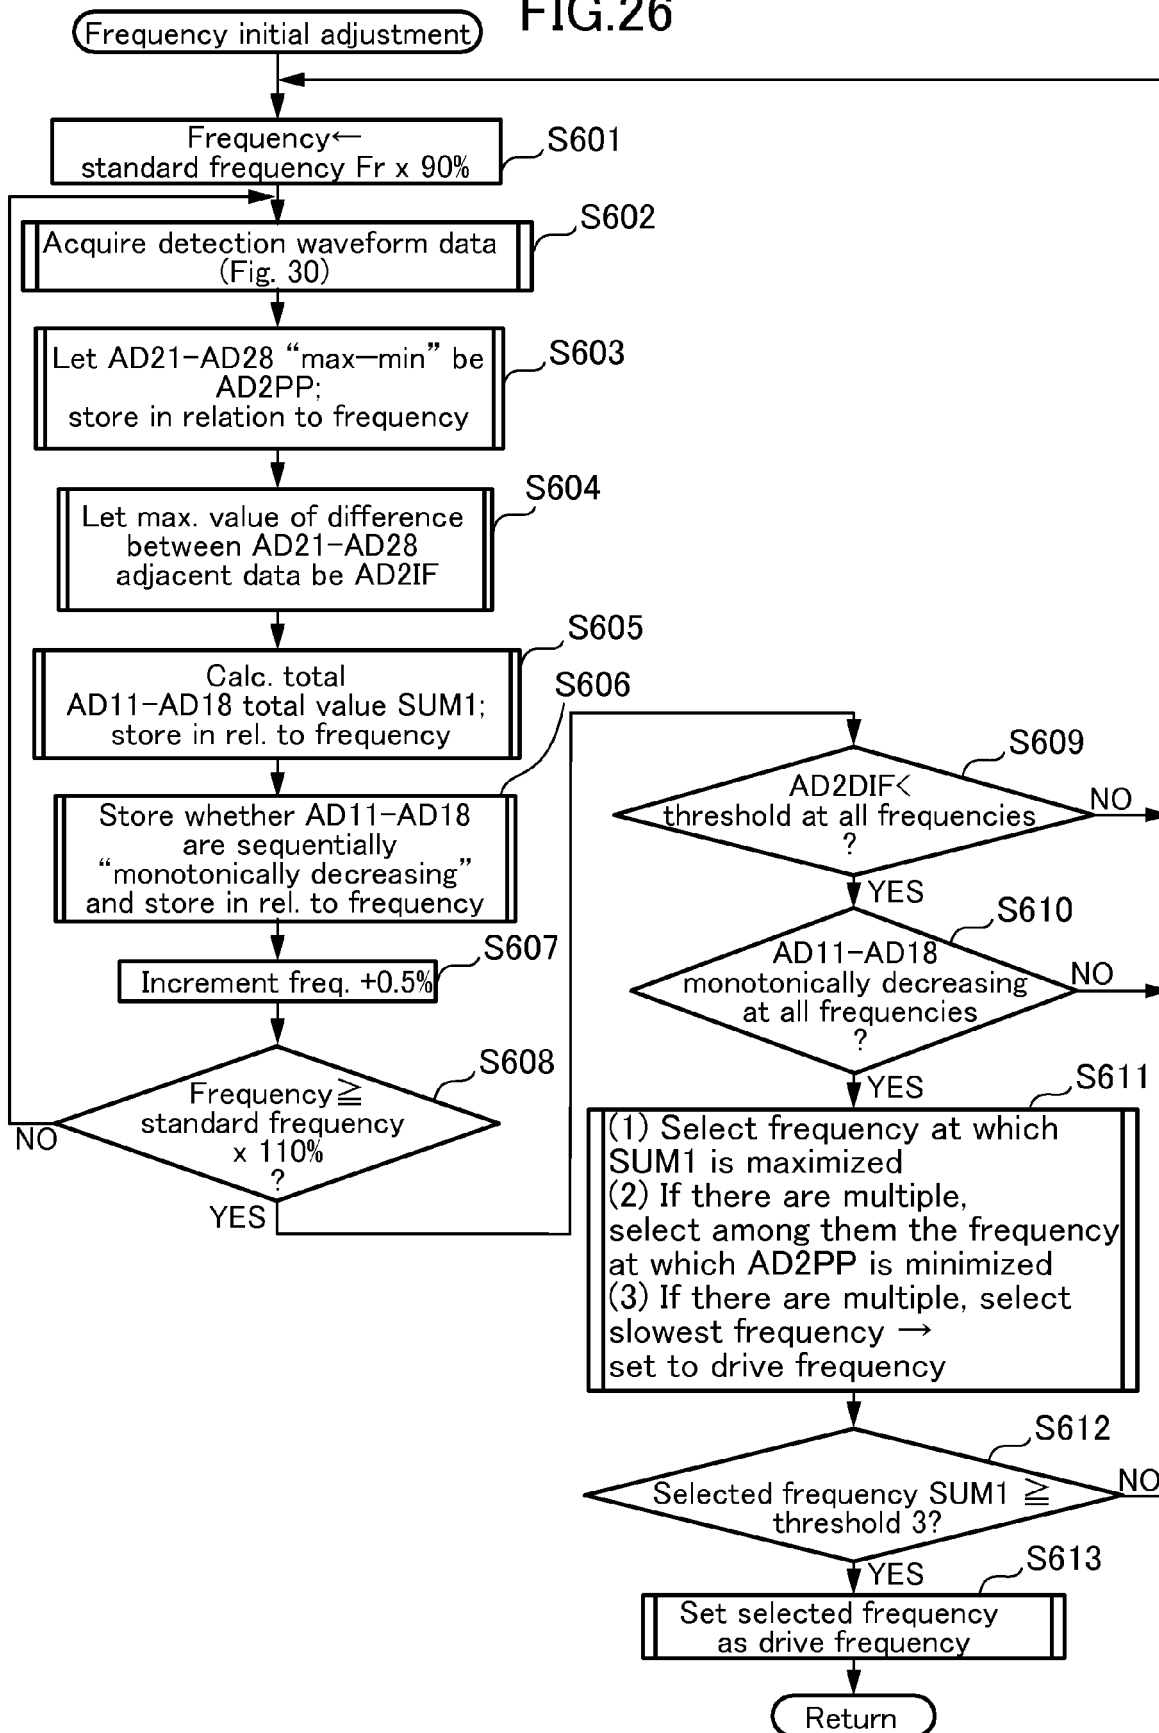 FIG.26
Frequency initial adjustment
Frequency←
standard frequency Fr x 90%
S601
Acquire detection waveform data
(Fig. 30)
S602
Let AD21-AD28 “max-min” be
AD2PP;
store in relation to frequency
S603
Let max. value of difference
between AD21-AD28
adjacent data be AD2IF
S604
Calc. total
AD11-AD18 total value SUM1;
store in rel. to frequency
S605
Store whether AD11-AD18
are sequentially
“monotonically decreasing”
and store in rel. to frequency
S606
Increment freq. +0.5%
S607
Frequency≧
standard frequency
x 110%
?
S608
NO
YES
AD2DIF<
threshold at all frequencies
?
S609
NO
YES
AD11-AD18
monotonically decreasing
at all frequencies
?
S610
NO
YES
S611
(1) Select frequency at which
SUM1 is maximized
(2) If there are multiple,
select among them the frequency
at which AD2PP is minimized
(3) If there are multiple, select
slowest frequency →
set to drive frequency
S612
Selected frequency SUM1 ≧
threshold 3?
NO
YES
S613
Set selected frequency
as drive frequency
Return